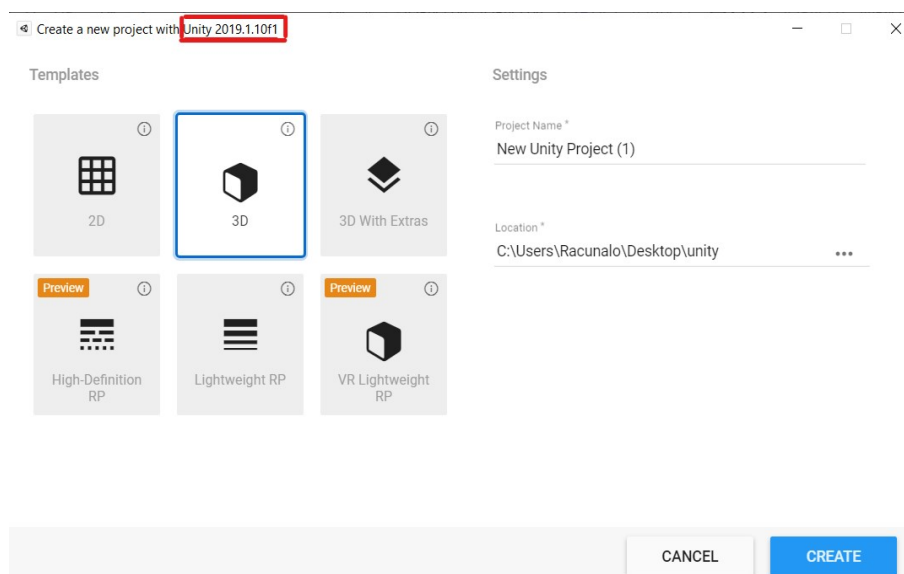 Create a new project with Unity 2019.1.10f1
Templates
Settings
2D
3D
3D With Extras
Preview
High-Definition
RP
Lightweight RP
Preview
VR Lightweight
RP
Project Name *
New Unity Project (1)
Location *
C:\Users\Racunalo\Desktop\unity
CANCEL
CREATE